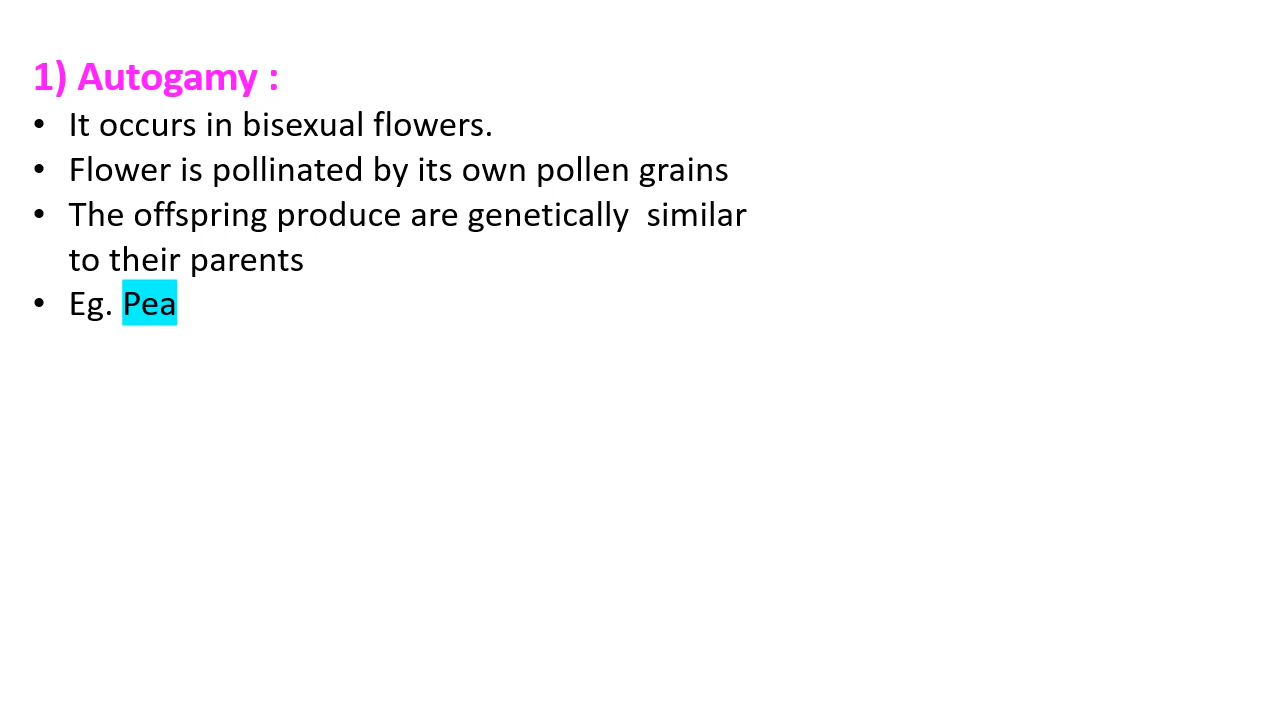 1) Autogamy :
• It occurs in bisexual flowers.
• Flower is pollinated by its own pollen grains
• The offspring produce are genetically  similar
to their parents
• Eg. Pea